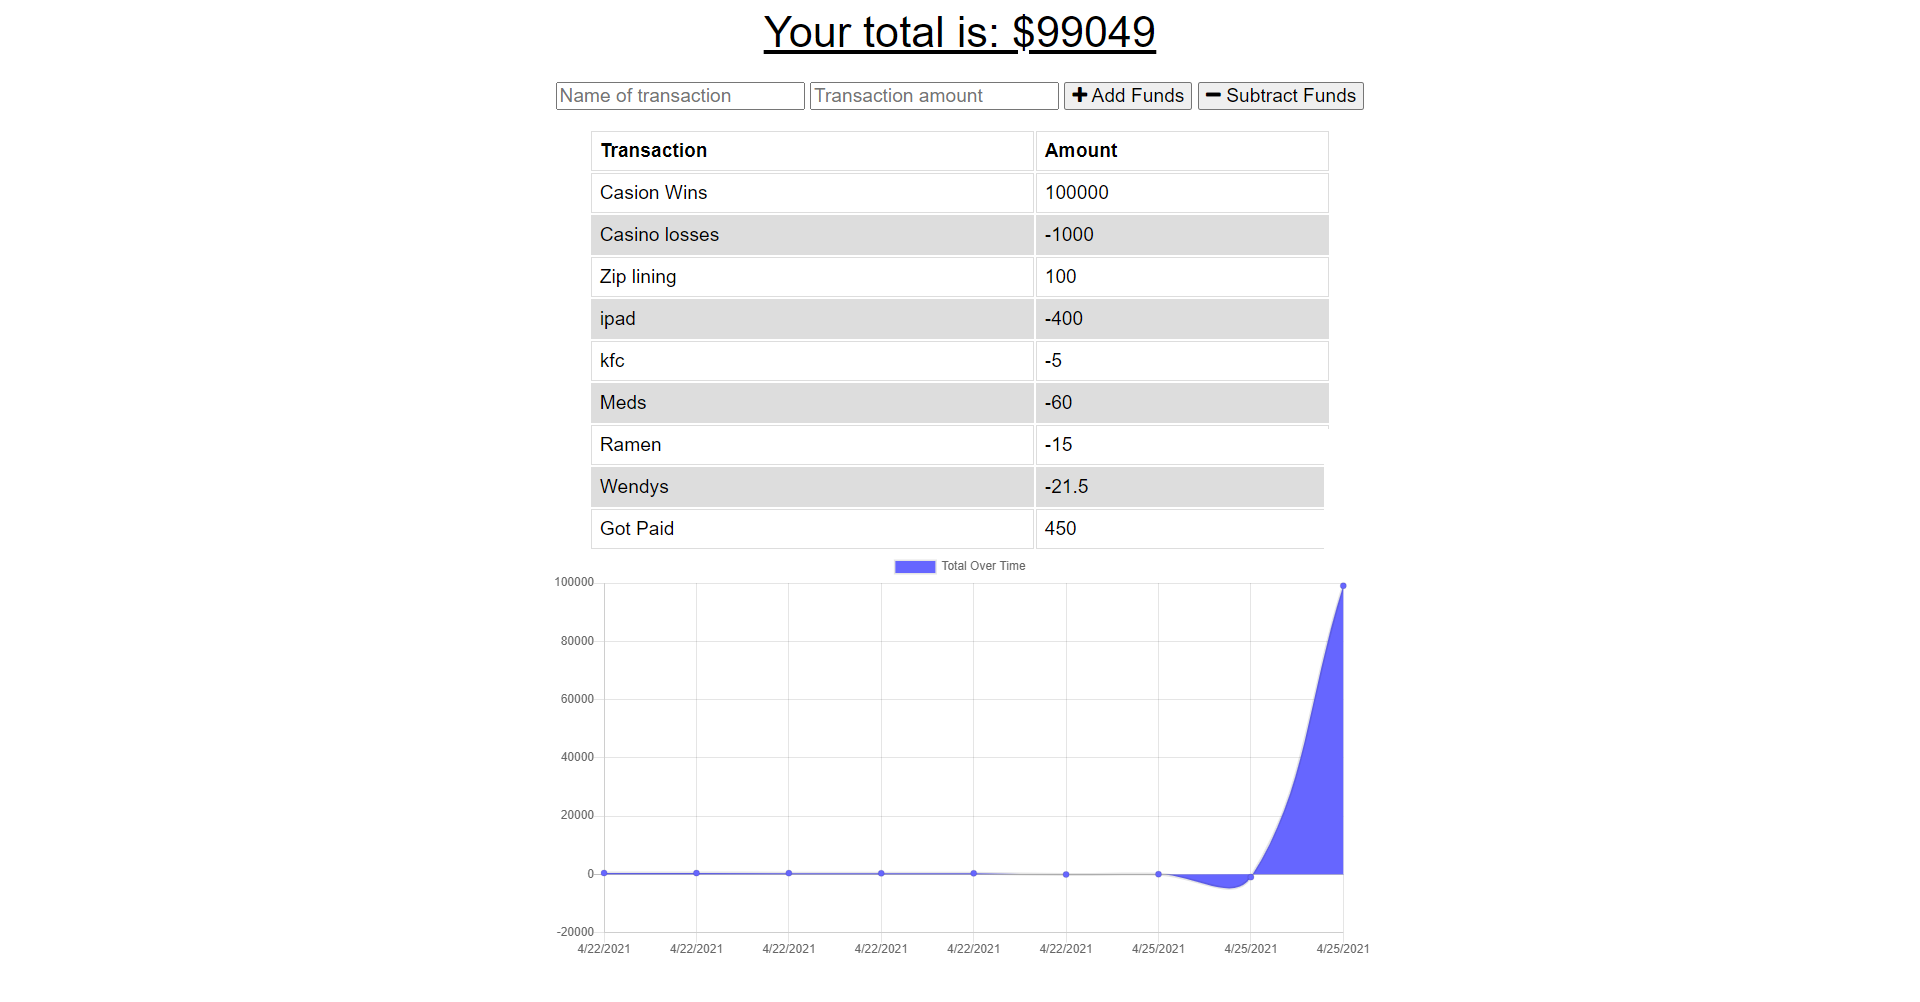 Your total is: $99049
Name of transaction Transaction amount Add Funds Subtract Funds
Transaction Amount
Casion Wins 100000
Casino losses -1000
Zip lining 100
ipad -400
kfc -5
Meds -60
Ramen -15
Wendys -21.5
Got Paid 450
Total Over Time
100000
80000
60000
40000
20000
0
-20000
4/22/2021 4/22/2021 4/22/2021 4/22/2021 4/22/2021 4/22/2021 4/25/2021 4/25/2021 4/25/2021